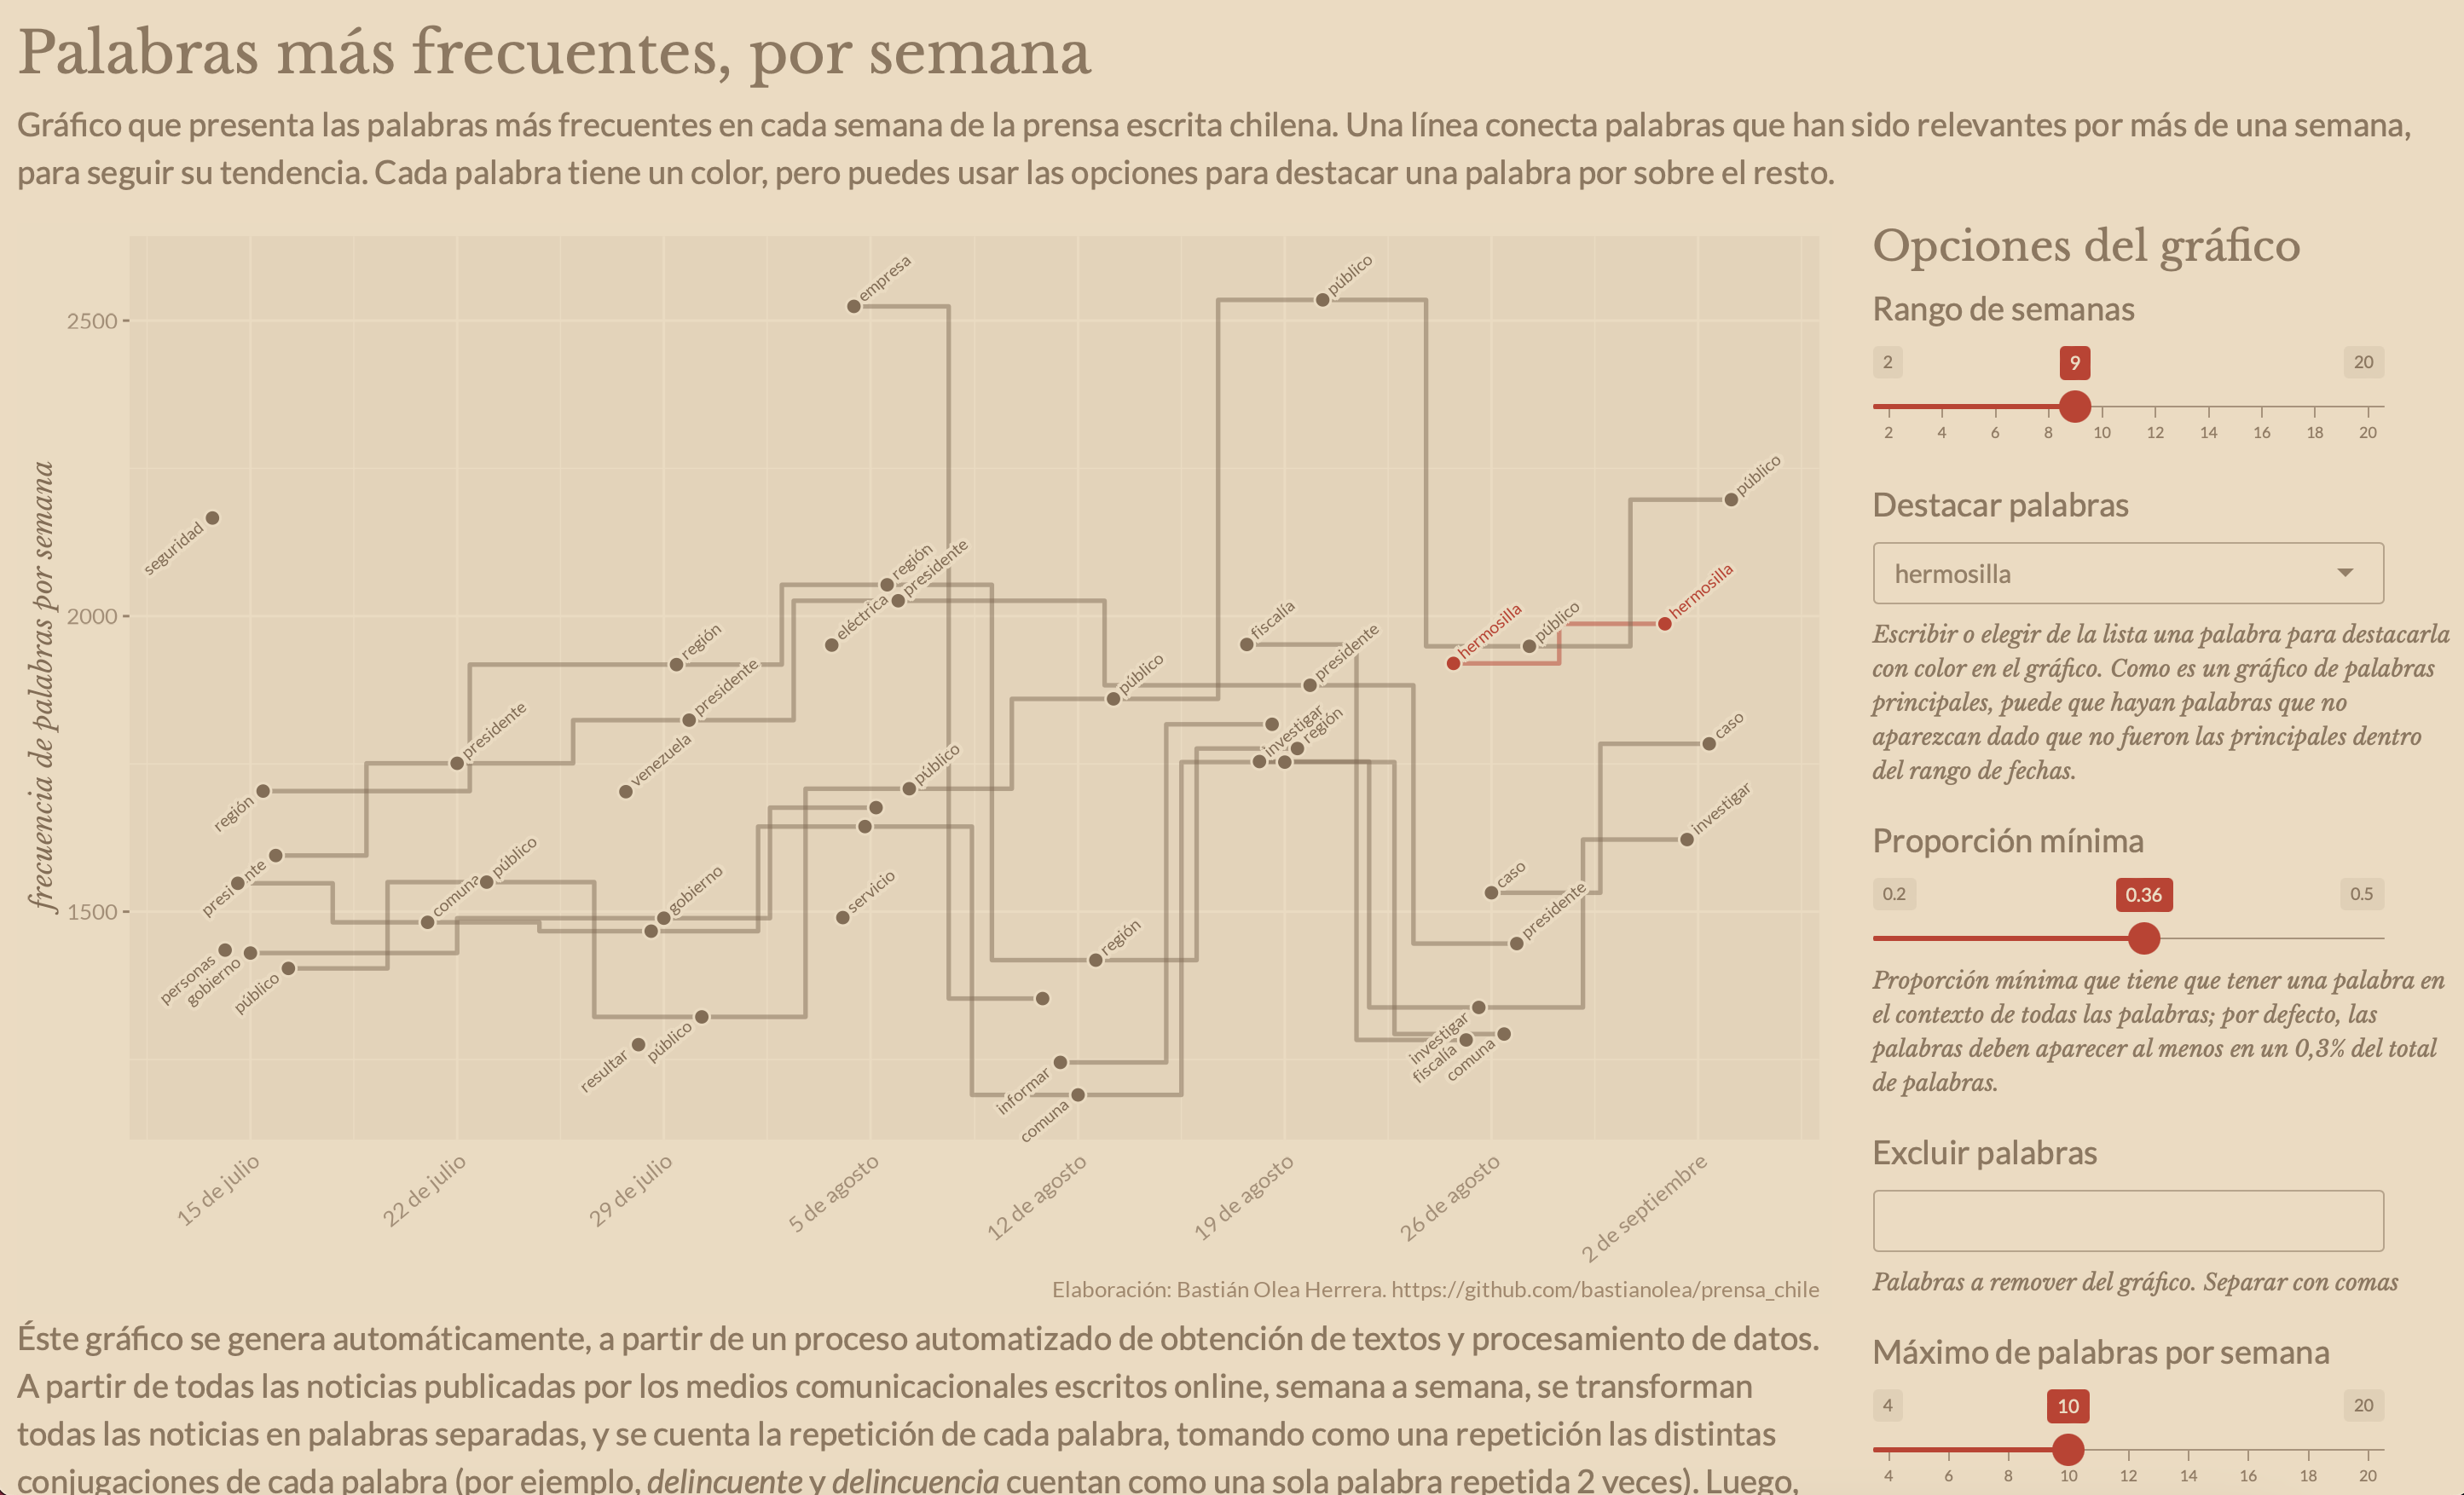 Palabras más frecuentes, por semana
Gráfico que presenta las palabras más frecuentes en cada semana de la prensa escrita chilena. Una línea conecta palabras que han sido relevantes por más de una semana,
para seguir su tendencia. Cada palabra tiene un color, pero puedes usar las opciones para destacar una palabra por sobre el resto.
frecuencia de palabras por semana
2500
2000
1500
seguridad
región
presidente
personas
gobierno
público
presidente
comuna
público
región
presidente
venezuela
gobierno
resultar
público
empresa
región
presidente
eléctrica
público
servicio
público
región
informar
comuna
público
fiscalía
presidente
investigar
región
hermosilla
público
caso
presidente
investigar
fiscalía
comuna
público
hermosilla
caso
investigar
15 de julio
22 de julio
29 de julio
5 de agosto
12 de agosto
19 de agosto
26 de agosto
2 de septiembre
Elaboración: Bastián Olea Herrera. https://github.com/bastianolea/prensa_chile
Éste gráfico se genera automáticamente, a partir de un proceso automatizado de obtención de textos y procesamiento de datos.
A partir de todas las noticias publicadas por los medios comunicacionales escritos online, semana a semana, se transforman
todas las noticias en palabras separadas, y se cuenta la repetición de cada palabra, tomando como una repetición las distintas
conjugaciones de cada palabra (por ejemplo, delincuente y delincuencia cuentan como una sola palabra repetida 2 veces). Luego,
Opciones del gráfico
Rango de semanas
2 9 20
2 4 6 8 10 12 14 16 18 20
Destacar palabras
hermosilla
Escribir o elegir de la lista una palabra para destacarla
con color en el gráfico. Como es un gráfico de palabras
principales, puede que hayan palabras que no
aparezcan dado que no fueron las principales dentro
del rango de fechas.
Proporción mínima
0.2 0.36 0.5
Proporción mínima que tiene que tener una palabra en
el contexto de todas las palabras; por defecto, las
palabras deben aparecer al menos en un 0,3% del total
de palabras.
Excluir palabras
Palabras a remover del gráfico. Separar con comas
Máximo de palabras por semana
4 10 20
4 6 8 10 12 14 16 18 20